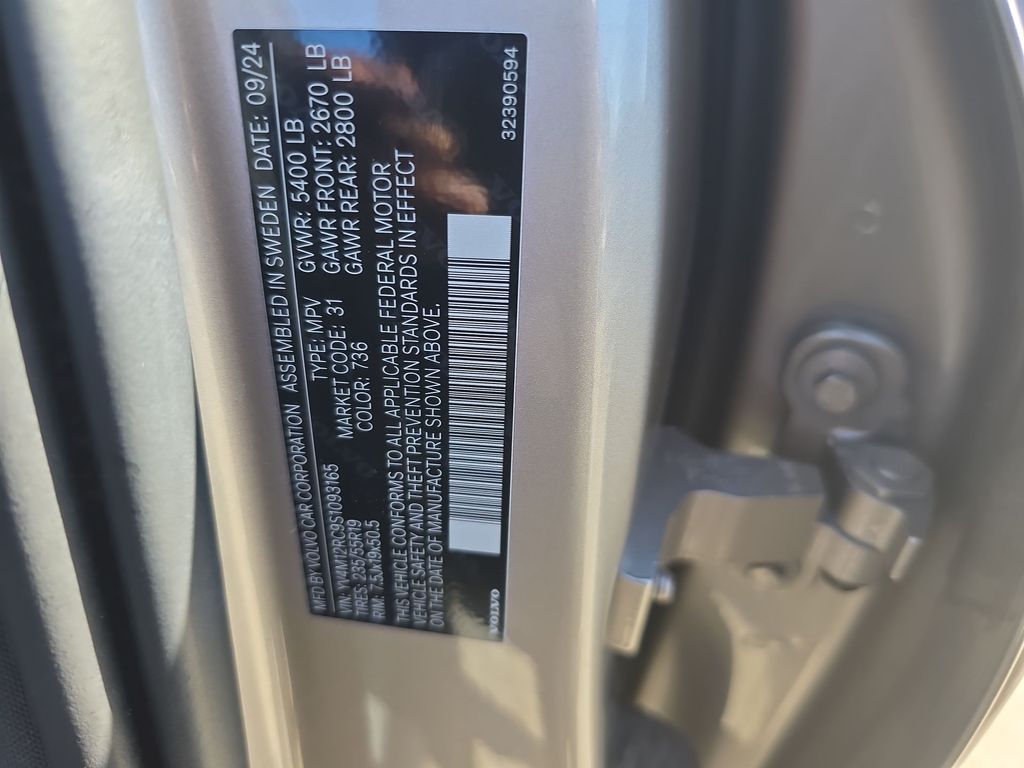 MFD BY VOLVO CAR CORPORATION ASSEMBLED IN SWEDEN DATE: 09/24
VIN: YV4M12RC9S1093165 TYPE: MPV GVWR: 5400 LB
TIRES: 235/55R19 MARKET CODE: 31 GAWR FRONT: 2670 LB
RIM: 7.5Jx19x50.5 COLOR: 736 GAWR REAR: 2800 LB
THIS VEHICLE CONFORMS TO ALL APPLICABLE FEDERAL MOTOR
VEHICLE SAFETY AND THEFT PREVENTION STANDARDS IN EFFECT
ON THE DATE OF MANUFACTURE SHOWN ABOVE.
VOLVO 32390594